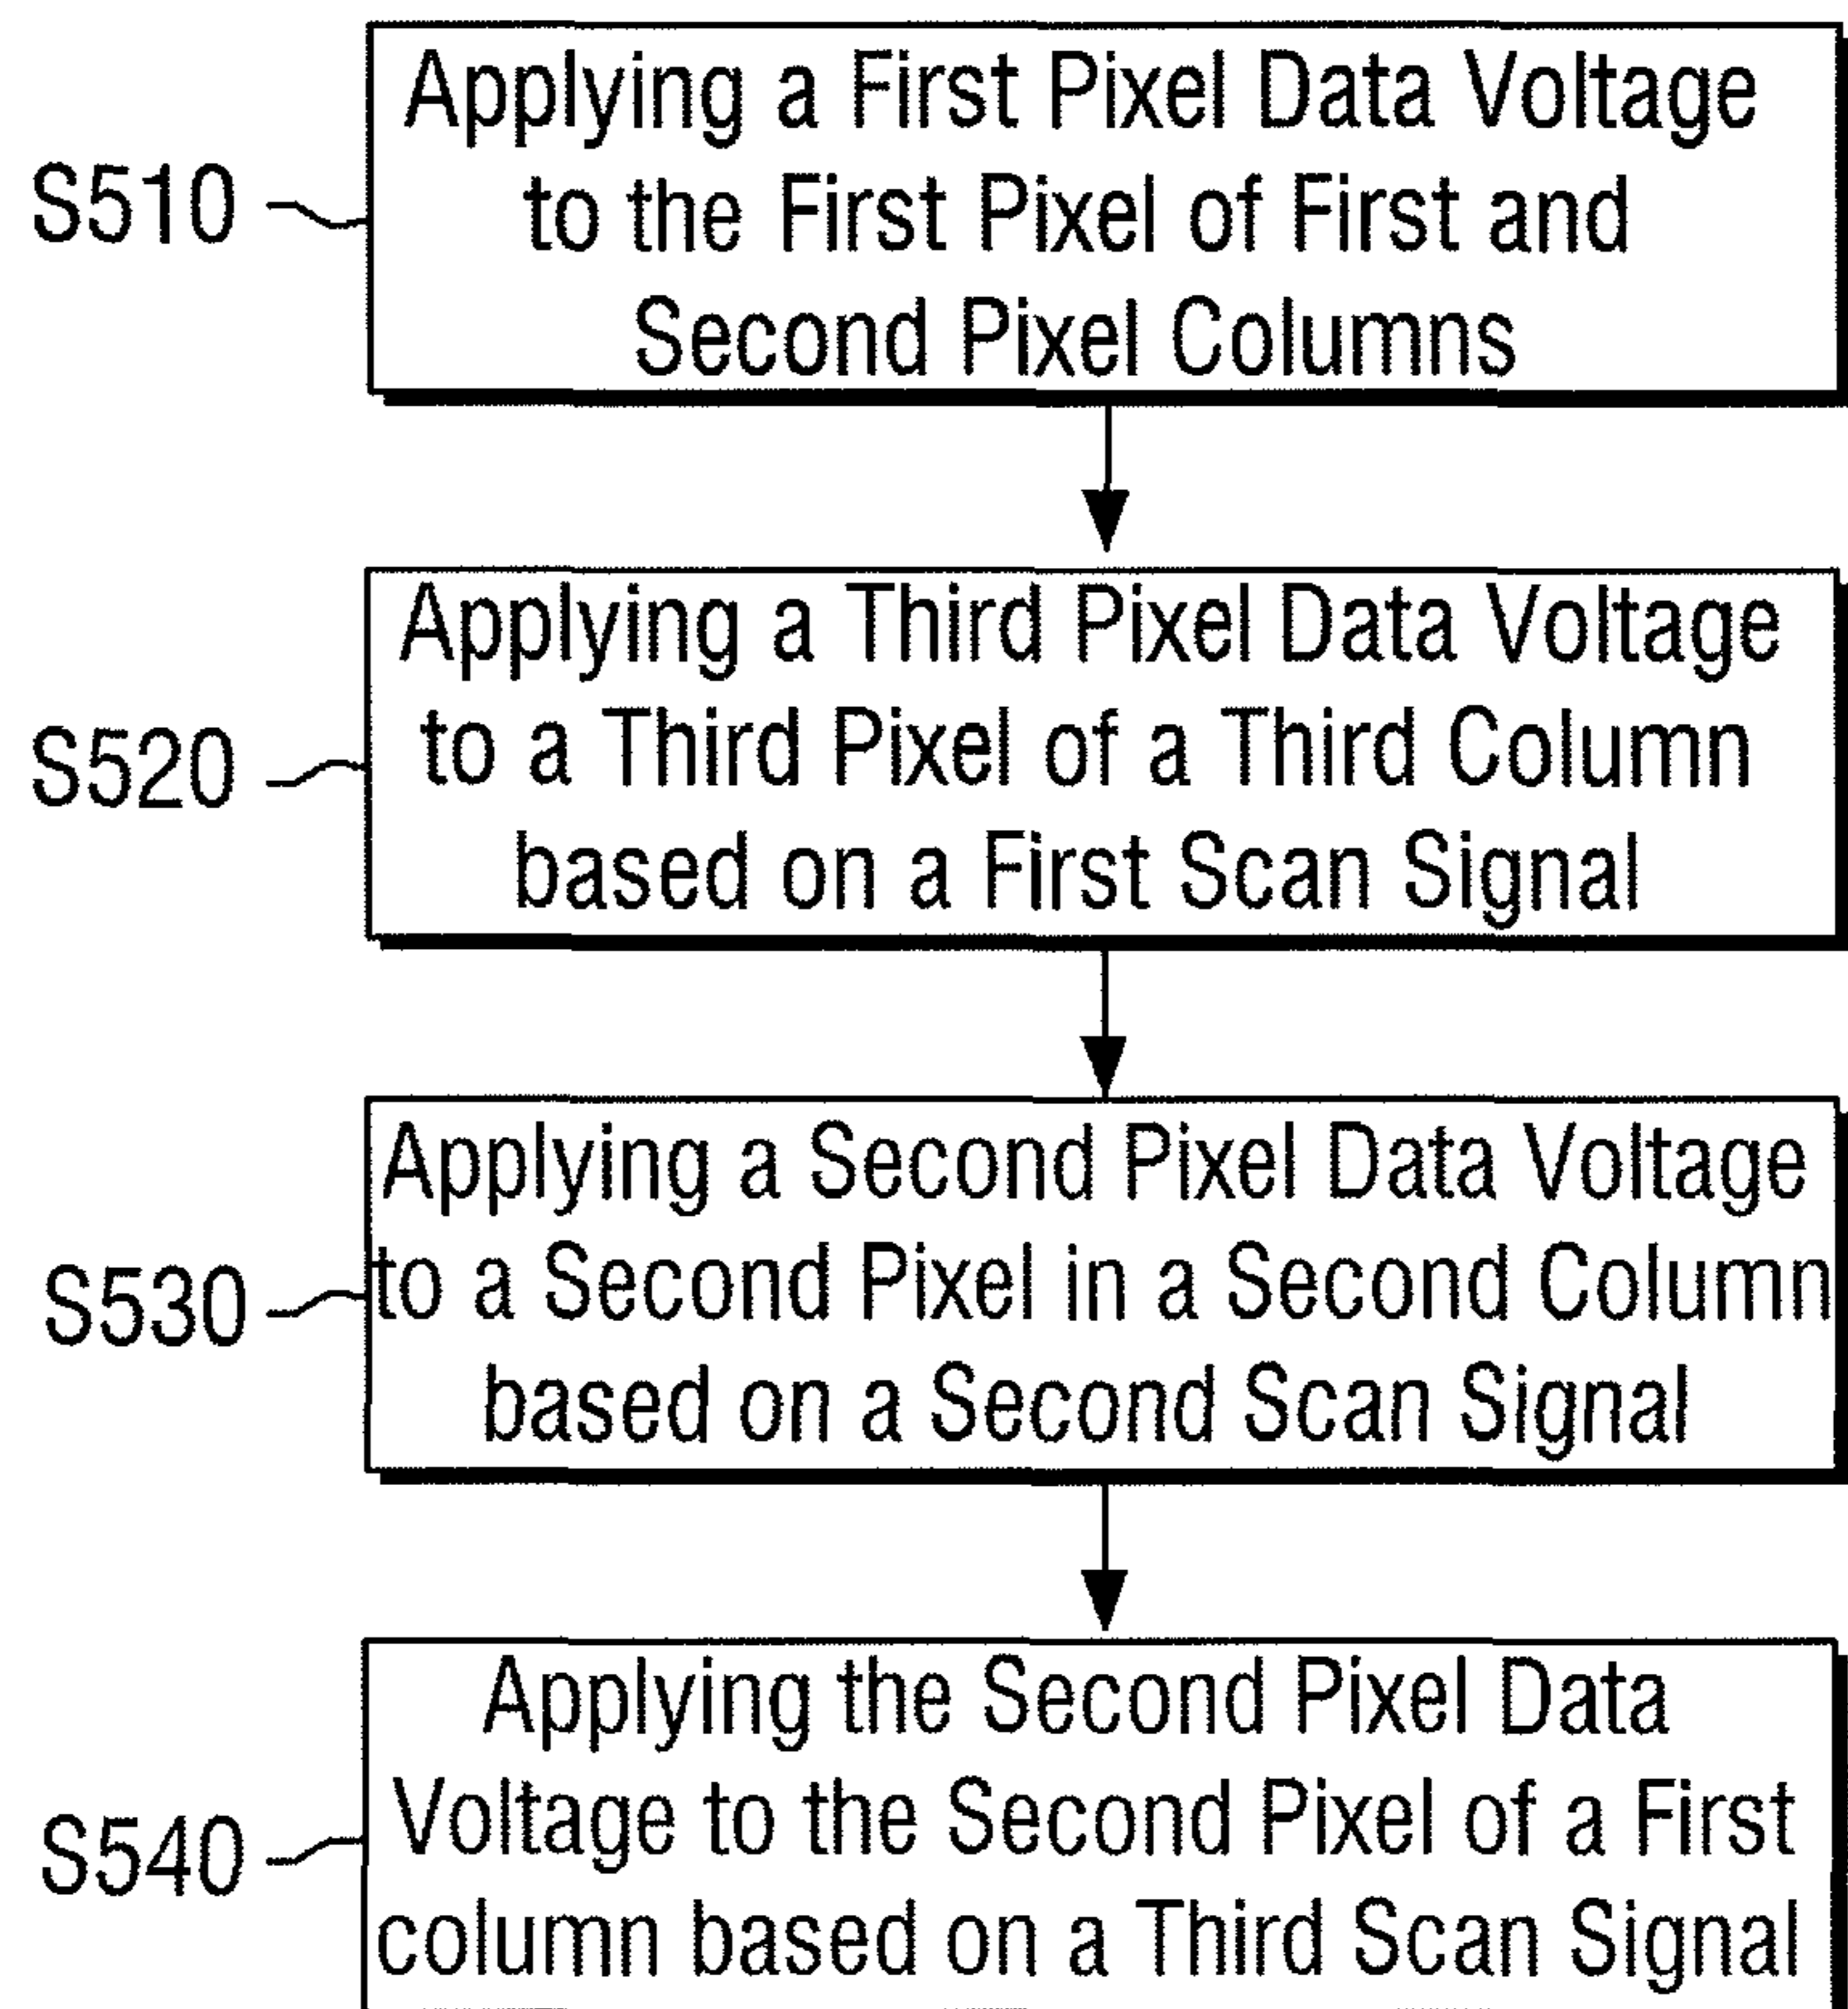 S510
Applying a First Pixel Data Voltage
to the First Pixel of First and
Second Pixel Columns
S520
Applying a Third Pixel Data Voltage
to a Third Pixel of a Third Column
based on a First Scan Signal
S530
Applying a Second Pixel Data Voltage
to a Second Pixel in a Second Column
based on a Second Scan Signal
S540
Applying the Second Pixel Data
Voltage to the Second Pixel of a First
column based on a Third Scan Signal